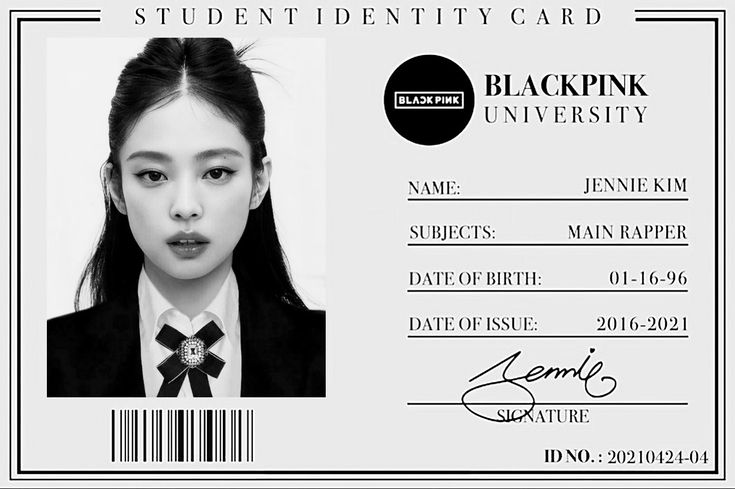 STUDENT IDENTITY CARD
BLACKPINK
BLACKPINK
UNIVERSITY
NAME: JENNIE KIM
SUBJECTS: MAIN RAPPER
DATE OF BIRTH: 01-16-96
DATE OF ISSUE: 2016-2021
Jennie
SIGNATURE
ID NO. : 20210424-04